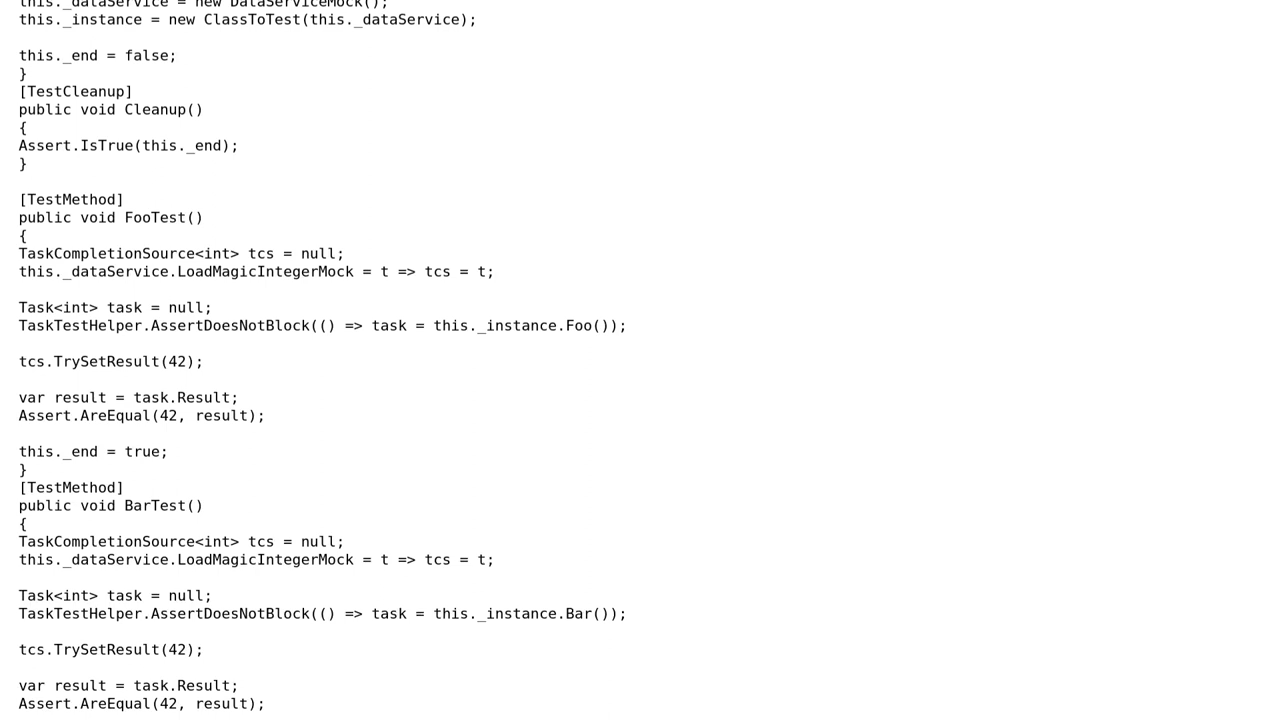 this._dataService = new DataServiceMock();
this._instance = new ClassToTest(this._dataService);

this._end = false;
}
[TestCleanup]
public void Cleanup()
{
Assert.IsTrue(this._end);
}

[TestMethod]
public void FooTest()
{
TaskCompletionSource<int> tcs = null;
this._dataService.LoadMagicIntegerMock = t => tcs = t;

Task<int> task = null;
TaskTestHelper.AssertDoesNotBlock(() => task = this._instance.Foo());

tcs.TrySetResult(42);

var result = task.Result;
Assert.AreEqual(42, result);

this._end = true;
}
[TestMethod]
public void BarTest()
{
TaskCompletionSource<int> tcs = null;
this._dataService.LoadMagicIntegerMock = t => tcs = t;

Task<int> task = null;
TaskTestHelper.AssertDoesNotBlock(() => task = this._instance.Bar());

tcs.TrySetResult(42);

var result = task.Result;
Assert.AreEqual(42, result);